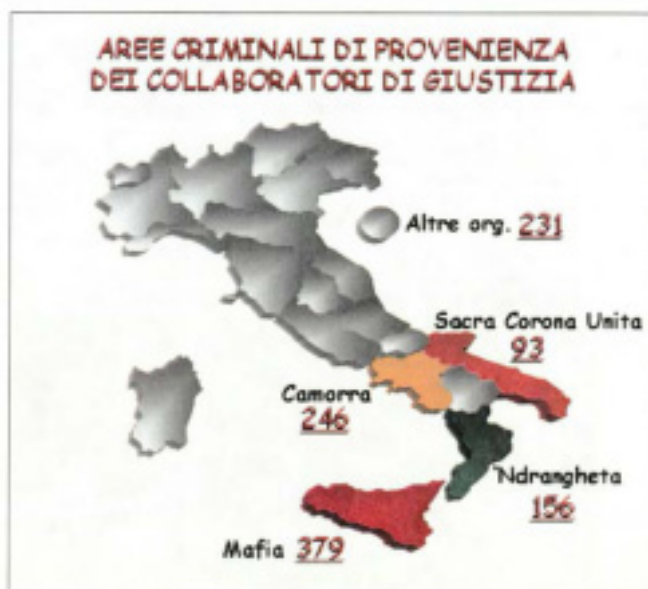 AREE CRIMINALI DI PROVENIENZA
DEI COLLABORATORI DI GIUSTIZIA
Altre org. 231
Sacra Corona Unita
93
Camorra
246
'Ndrangheta
156
Mafia 379